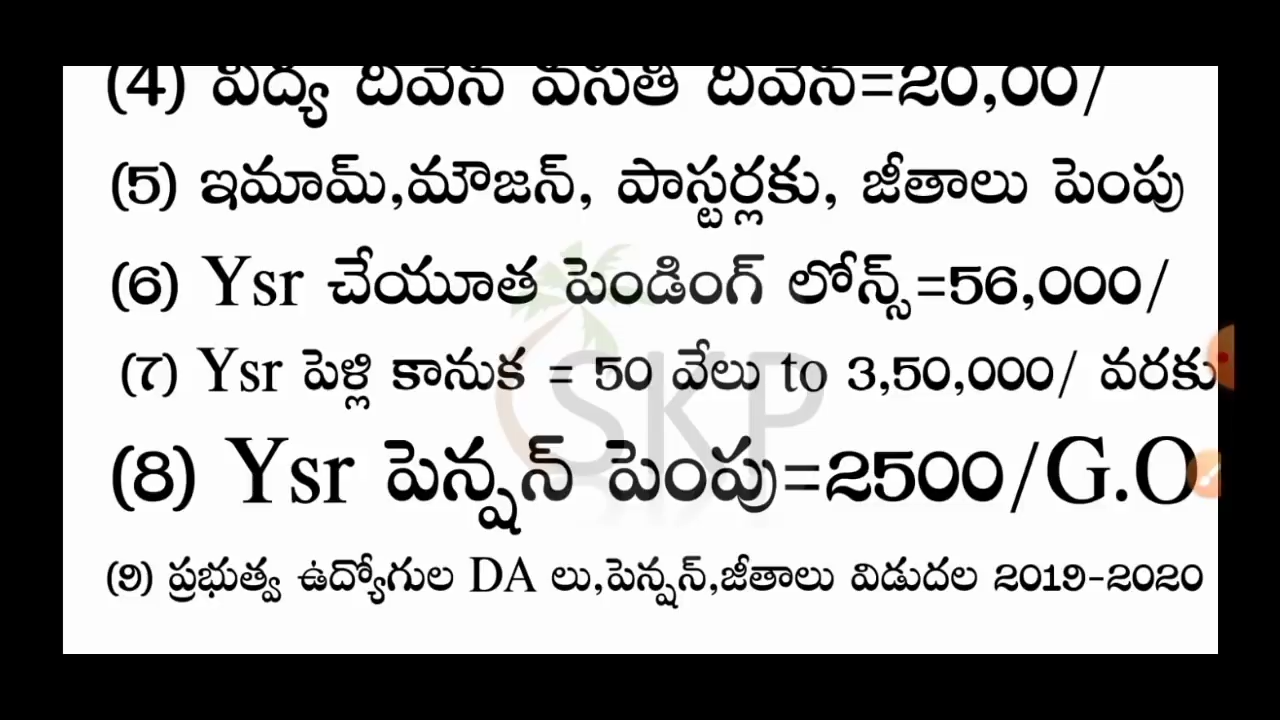 (4) విద్య దీవెన వసతి దీవెన=20,00/
(5) ఇమామ్,మౌజన్, పాస్టర్లకు, జీతాలు పెంపు
(6) Ysr చేయూత పెండింగ్ లోన్స్=56,000/
(7) Ysr పెళ్లి కానుక = 50 వేలు to 3,50,000/ వరకు
SKP
(8) Ysr పెన్షన్ పెంపు=2500/G.O
(9) ప్రభుత్వ ఉద్యోగుల DA లు,పెన్షన్,జీతాలు విడుదల 2019-2020